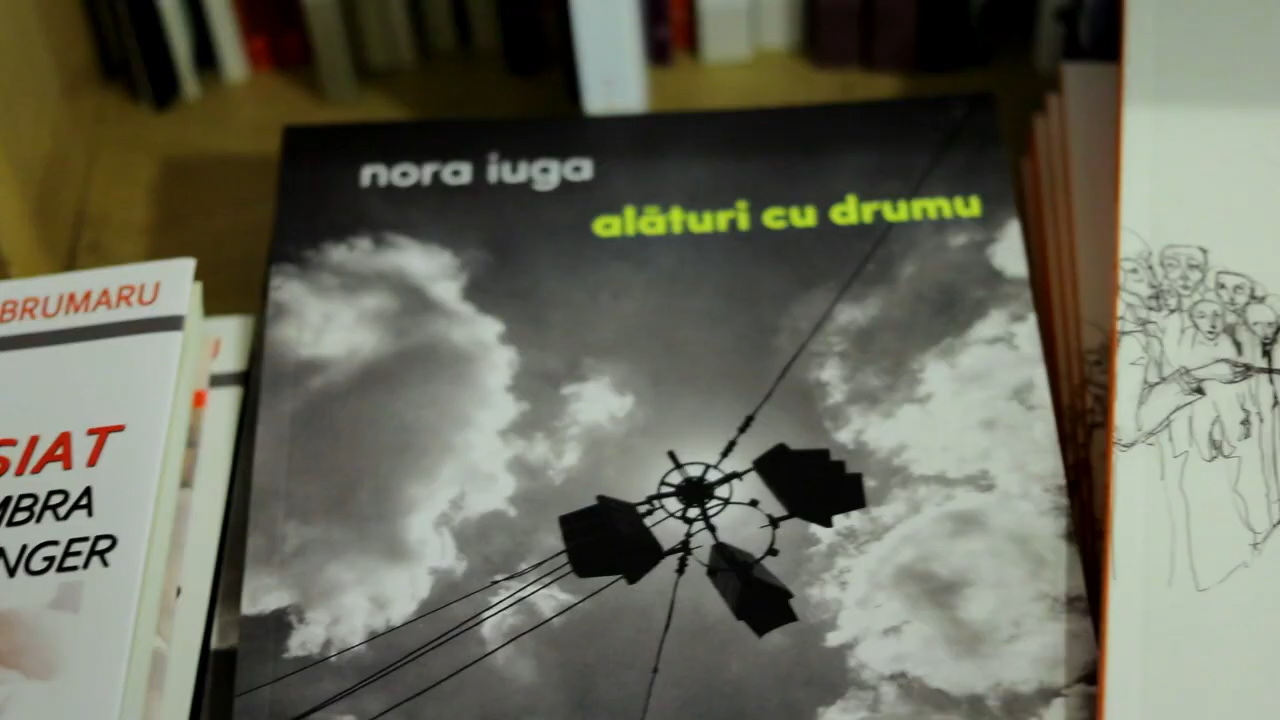 nora iuga
alături cu drumu
BRUMARU
SIAT
MBRA
NGER